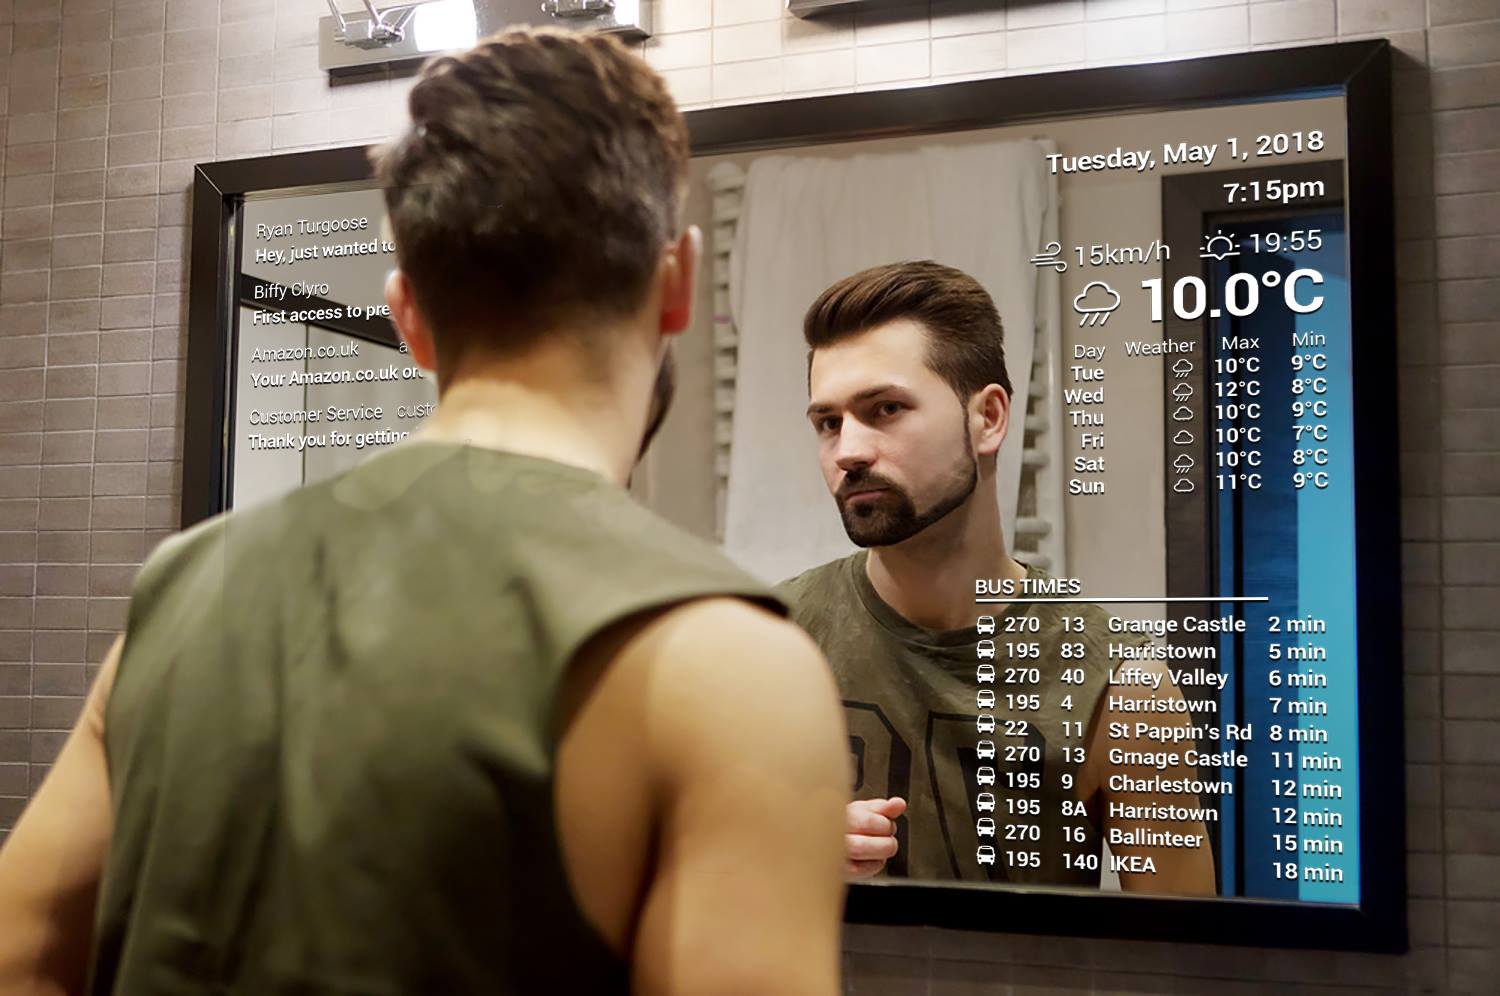 Ryan Turgoose
Hey, just wanted to
Biffy Clyro
First access to pre
Amazon.co.uk a
Your Amazon.co.uk
Customer Service
Thank you for getting
Tuesday, May 1, 2018
7:15pm
15km/h 19:55
10.0°C
Day Weather Max Min
Tue 10°C 9°C
Wed 12°C 8°C
Thu 10°C 9°C
Fri 10°C 7°C
Sat 10°C 8°C
Sun 11°C 9°C
BUS TIMES
270 13 Grange Castle 2 min
195 83 Harristown 5 min
270 40 Liffey Valley 6 min
195 4 Harristown 7 min
22 11 St Pappin's Rd 8 min
270 13 Grnage Castle 11 min
195 9 Charlestown 12 min
195 8A Harristown 12 min
270 16 Ballinteer 15 min
195 140 IKEA 18 min